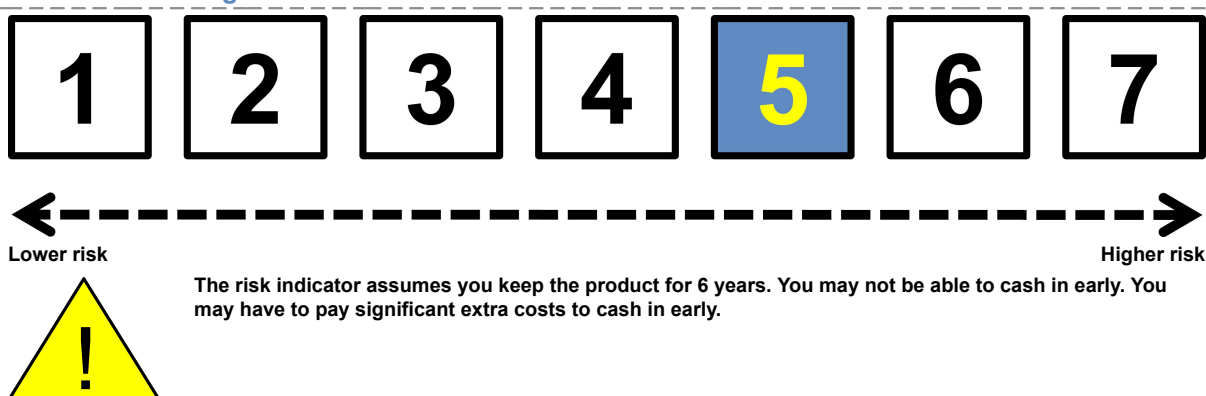 1 2 3 4 5 6 7
Lower risk Higher risk
The risk indicator assumes you keep the product for 6 years. You may not be able to cash in early. You
may have to pay significant extra costs to cash in early.
!